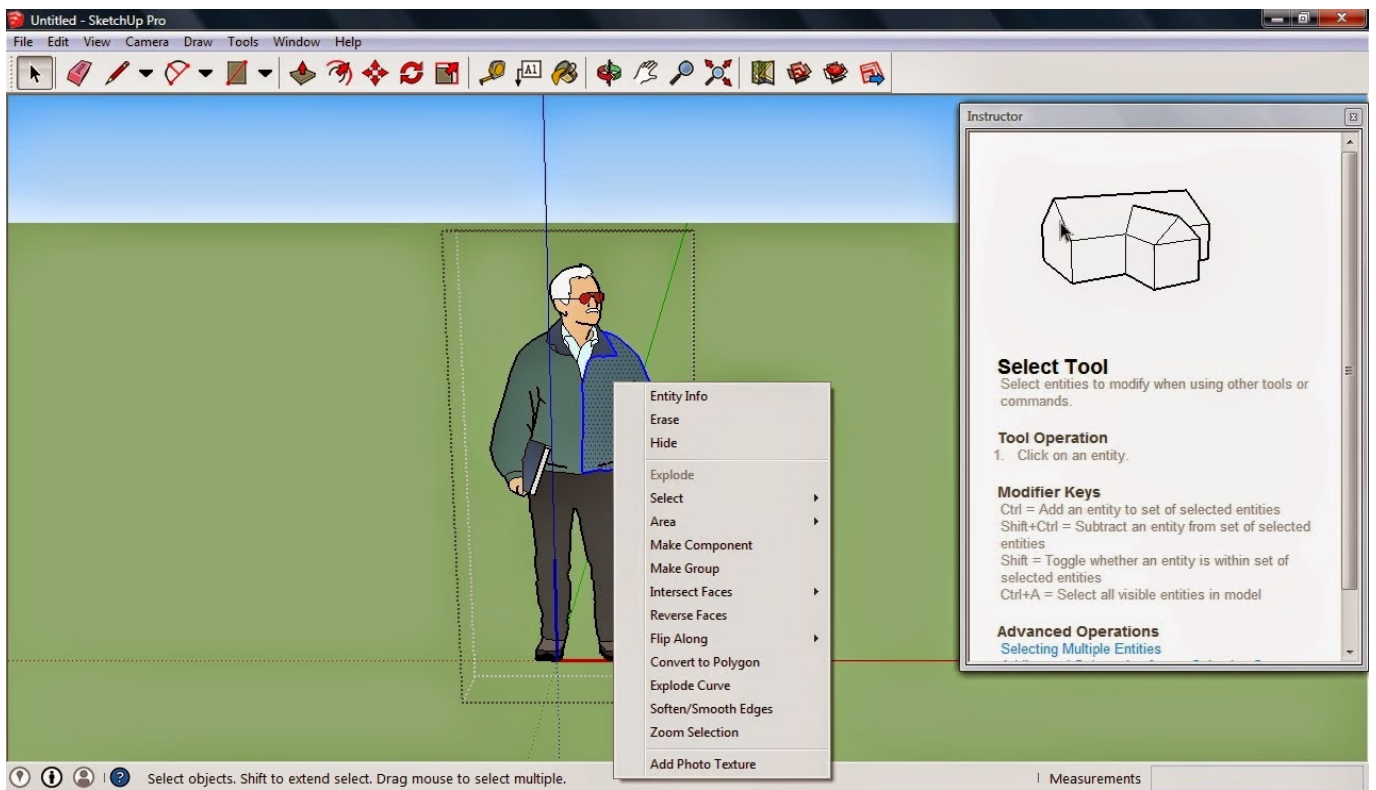 Untitled - SketchUp Pro
File Edit View Camera Draw Tools Window Help
A1
Instructor
Select Tool
Select entities to modify when using other tools or
commands.
Tool Operation
1. Click on an entity.
Modifier Keys
Ctrl = Add an entity to set of selected entities
Shift+Ctrl = Subtract an entity from set of selected
entities
Shift = Toggle whether an entity is within set of
selected entities
Ctrl+A = Select all visible entities in model
Advanced Operations
Selecting Multiple Entities
Entity Info
Erase
Hide
Explode
Select
Area
Make Component
Make Group
Intersect Faces
Reverse Faces
Flip Along
Convert to Polygon
Explode Curve
Soften/Smooth Edges
Zoom Selection
Add Photo Texture
Select objects. Shift to extend select. Drag mouse to select multiple.
Measurements